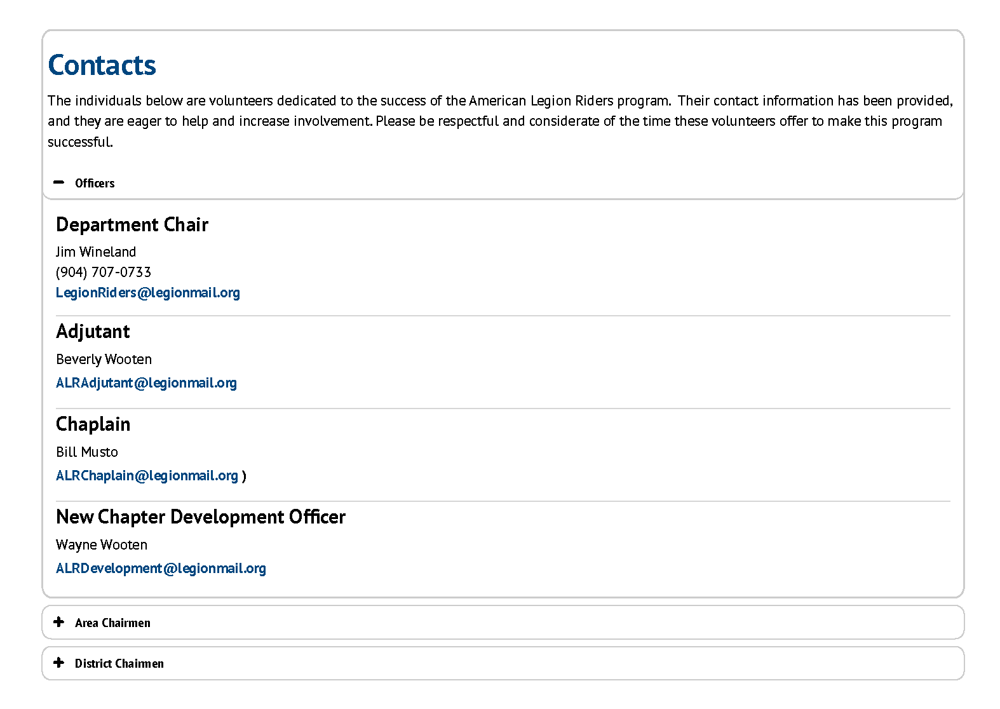 Contacts
The individuals below are volunteers dedicated to the success of the American Legion Riders program.  Their contact information has been provided,
and they are eager to help and increase involvement. Please be respectful and considerate of the time these volunteers offer to make this program
successful.
Officers
Department Chair
Jim Wineland
(904) 707-0733
LegionRiders@legionmail.org
Adjutant
Beverly Wooten
ALRAdjutant@legionmail.org
Chaplain
Bill Musto
ALRChaplain@legionmail.org )
New Chapter Development Officer
Wayne Wooten
ALRDevelopment@legionmail.org
Area Chairmen
District Chairmen